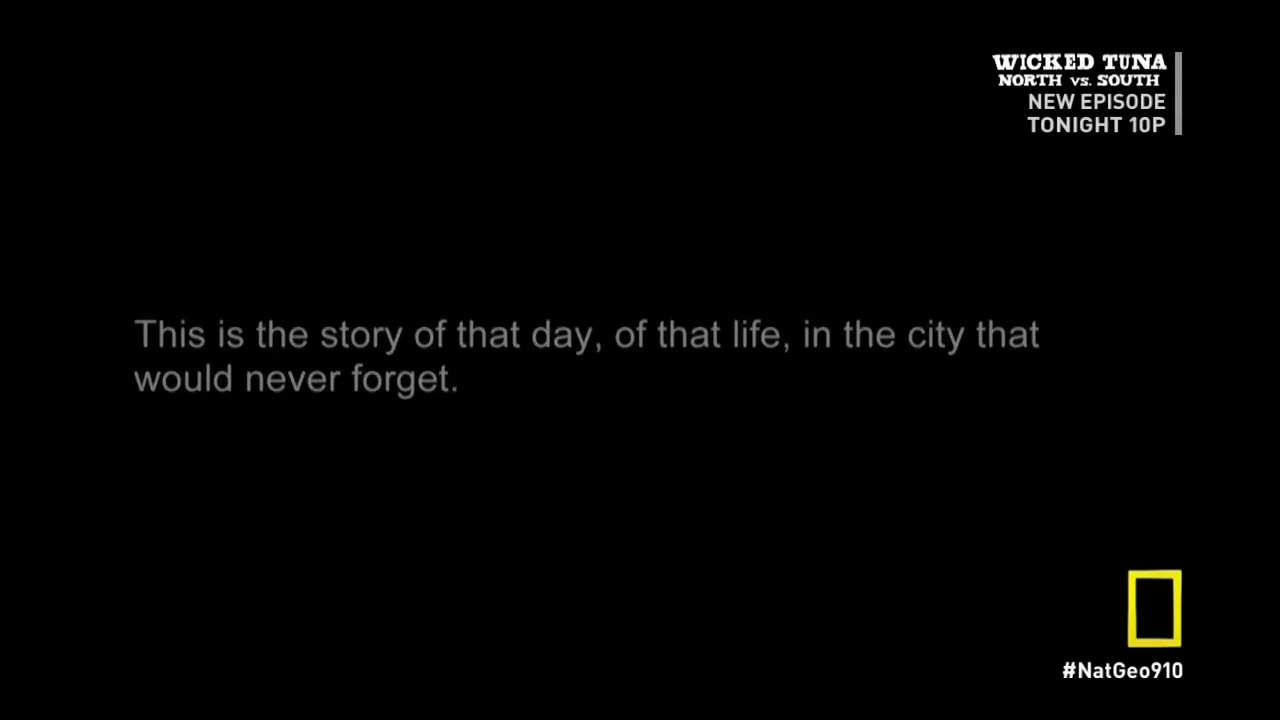 WICKED TUNA
NORTH vs. SOUTH
NEW EPISODE
TONIGHT 10P
This is the story of that day, of that life, in the city that
would never forget.
#NatGeo910